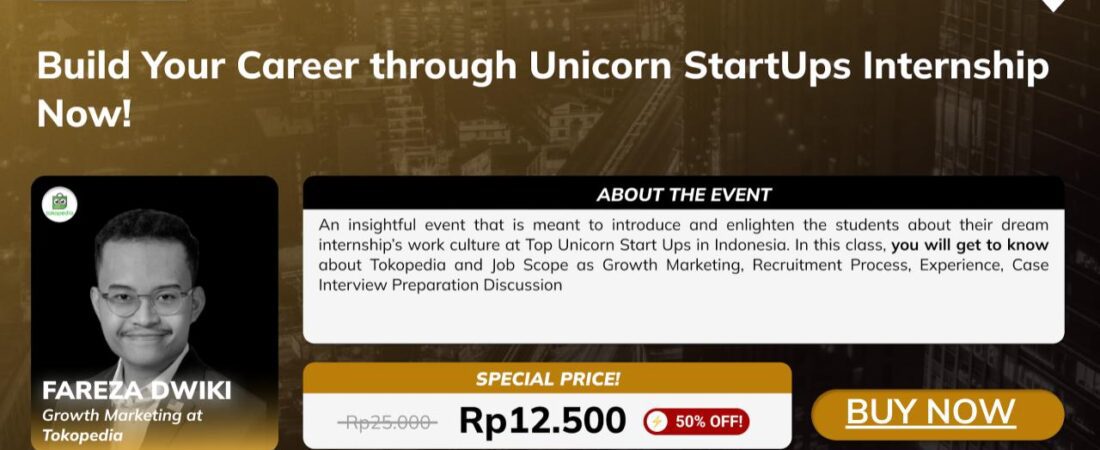 Build Your Career through Unicorn StartUps Internship
Now!
tokopedia
FAREZA DWIKI
Growth Marketing at
Tokopedia
ABOUT THE EVENT
An insightful event that is meant to introduce and enlighten the students about their dream
internship's work culture at Top Unicorn Start Ups in Indonesia. In this class, you will get to know
about Tokopedia and Job Scope as Growth Marketing, Recruitment Process, Experience, Case
Interview Preparation Discussion
SPECIAL PRICE!
Rp25.000 Rp12.500 50% OFF!
BUY NOW